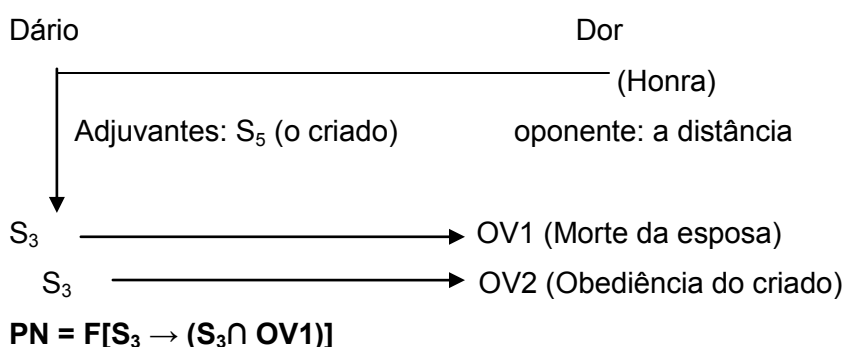 Dário Dor
(Honra)
Adjuvantes: S₅ (o criado) oponente: a distância
S₃ OV1 (Morte da esposa)
S₃ OV2 (Obediência do criado)
PN = F[S₃ → (S₃∩ OV1)]